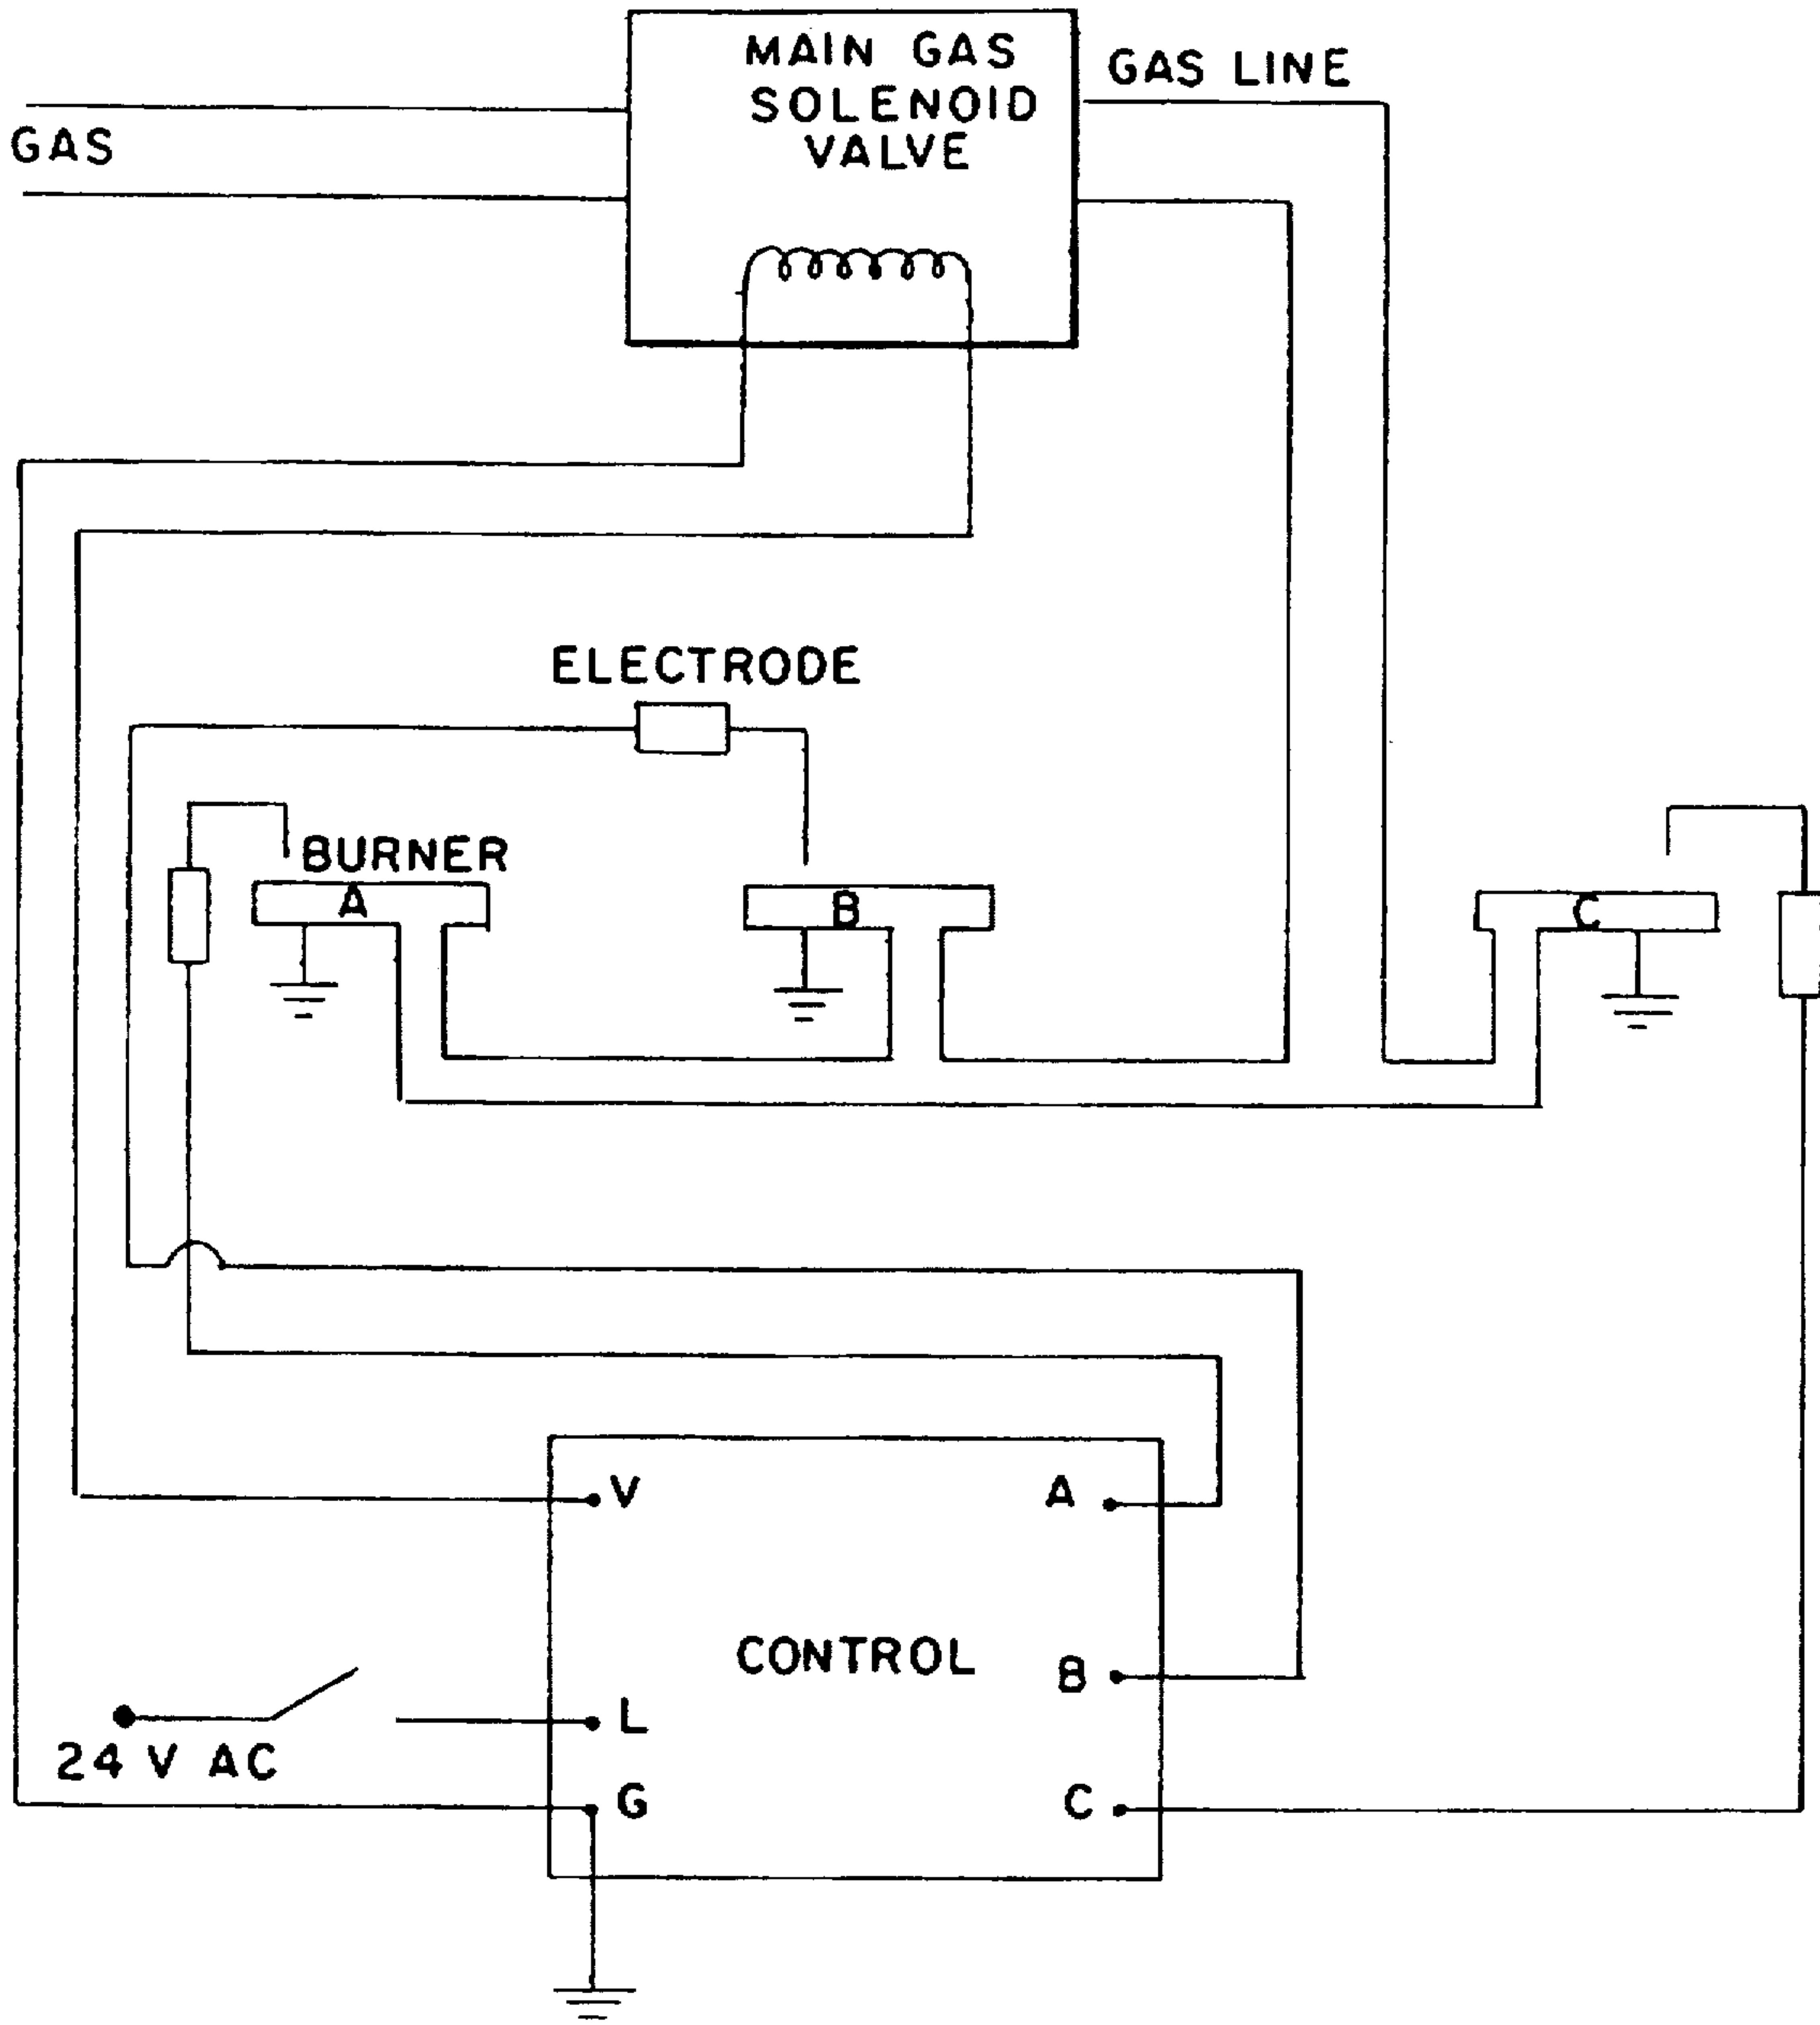 MAIN GAS
SOLENOID
VALVE
GAS LINE
GAS
ELECTRODE
BURNER
A
B
C
V
A
CONTROL
B
L
24 V AC
G
C